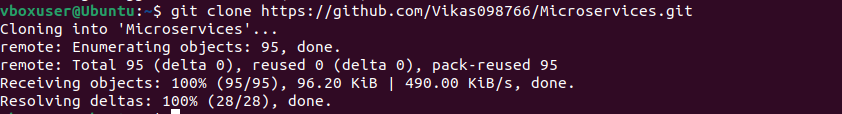 vboxuser@Ubuntu:~$ git clone https://github.com/Vikas098766/Microservices.git
Cloning into 'Microservices'...
remote: Enumerating objects: 95, done.
remote: Total 95 (delta 0), reused 0 (delta 0), pack-reused 95
Receiving objects: 100% (95/95), 96.20 KiB | 490.00 KiB/s, done.
Resolving deltas: 100% (28/28), done.